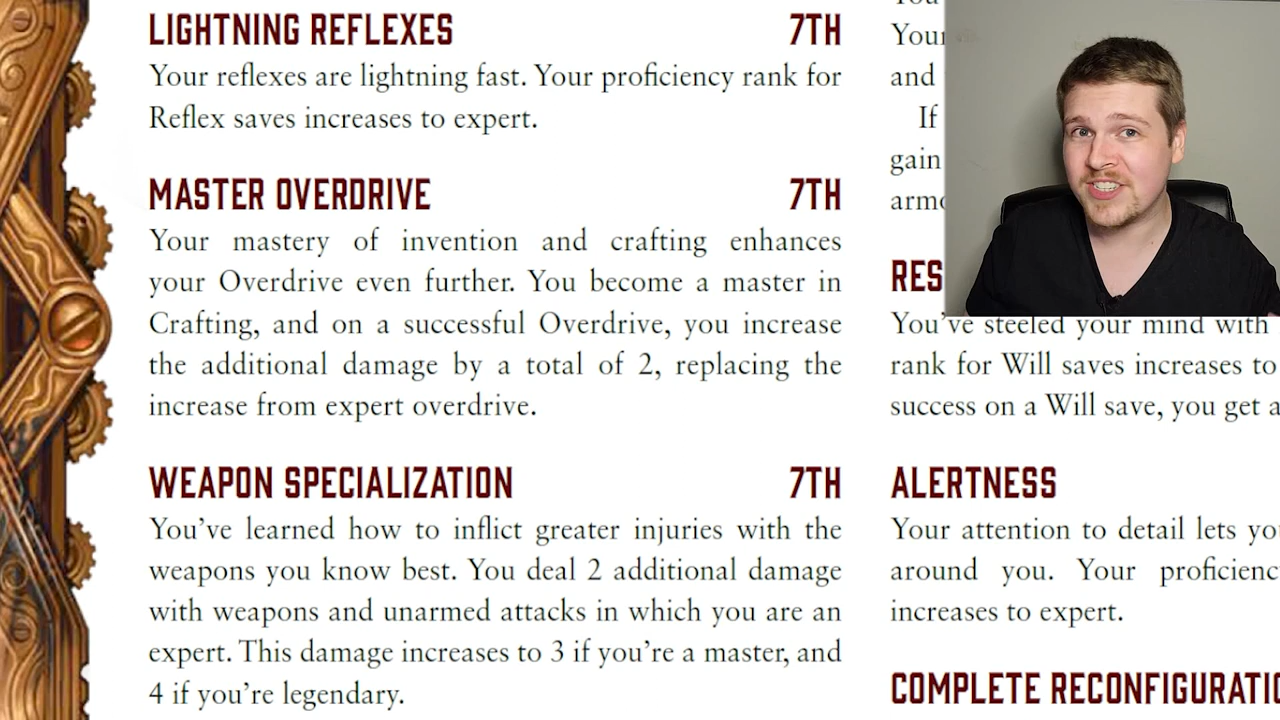 LIGHTNING REFLEXES 7TH
Your reflexes are lightning fast. Your proficiency rank for
Reflex saves increases to expert.
MASTER OVERDRIVE 7TH
Your mastery of invention and crafting enhances
your Overdrive even further. You become a master in
Crafting, and on a successful Overdrive, you increase
the additional damage by a total of 2, replacing the
increase from expert overdrive.
WEAPON SPECIALIZATION 7TH
You've learned how to inflict greater injuries with the
weapons you know best. You deal 2 additional damage
with weapons and unarmed attacks in which you are an
expert. This damage increases to 3 if you're a master, and
4 if you're legendary.
and
If
gain
RES
You've steeled your mind with
rank for Will saves increases to
success on a Will save, you get a
ALERTNESS
Your attention to detail lets
around you. Your
increases to expert.
COMPLETE